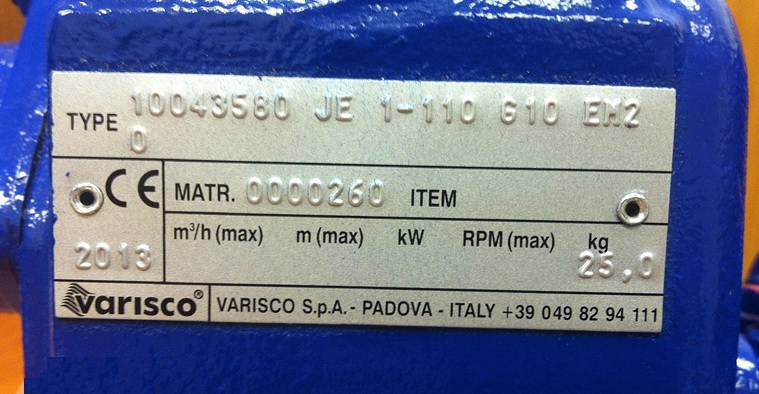 TYPE 10043580 JE 1-110 G10 EM2
0
CE MATR. 0000260 ITEM
m³/h (max) m (max) kW RPM (max) kg
2013 25,0
varisco® VARISCO S.p.A. - PADOVA - ITALY +39 049 82 94 111